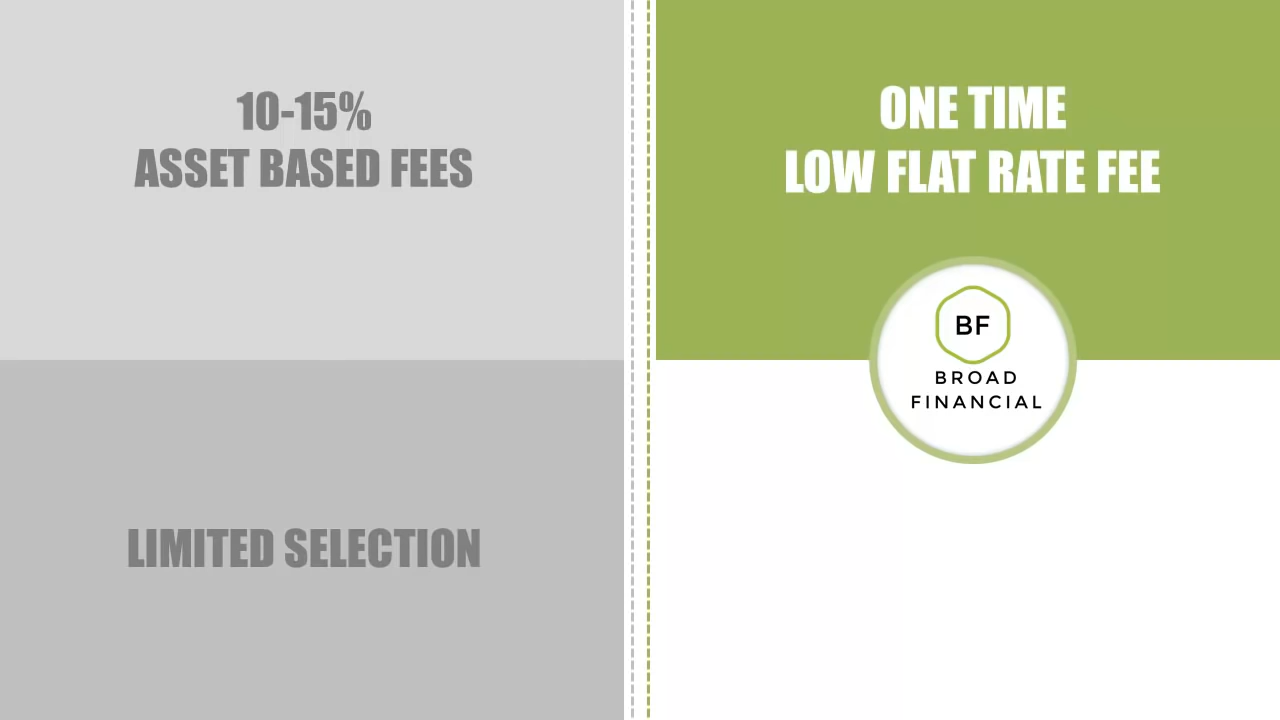 10-15%
ASSET BASED FEES
LIMITED SELECTION
ONE TIME
LOW FLAT RATE FEE
BF
BROAD
FINANCIAL